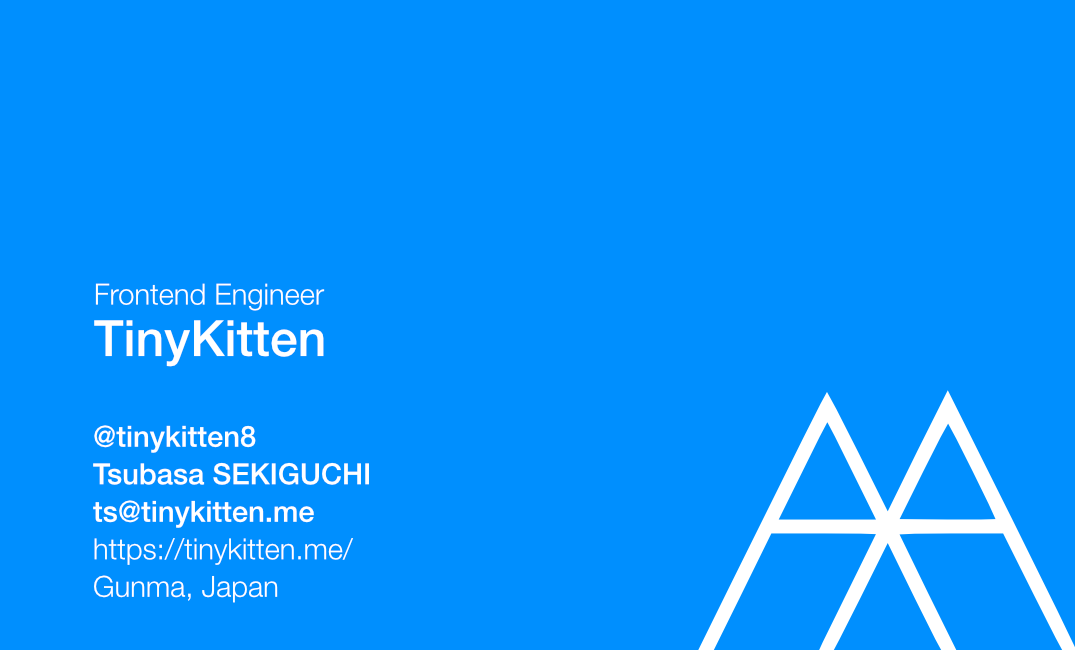 Frontend Engineer
TinyKitten
@tinykitten8
Tsubasa SEKIGUCHI
ts@tinykitten.me
https://tinykitten.me/
Gunma, Japan